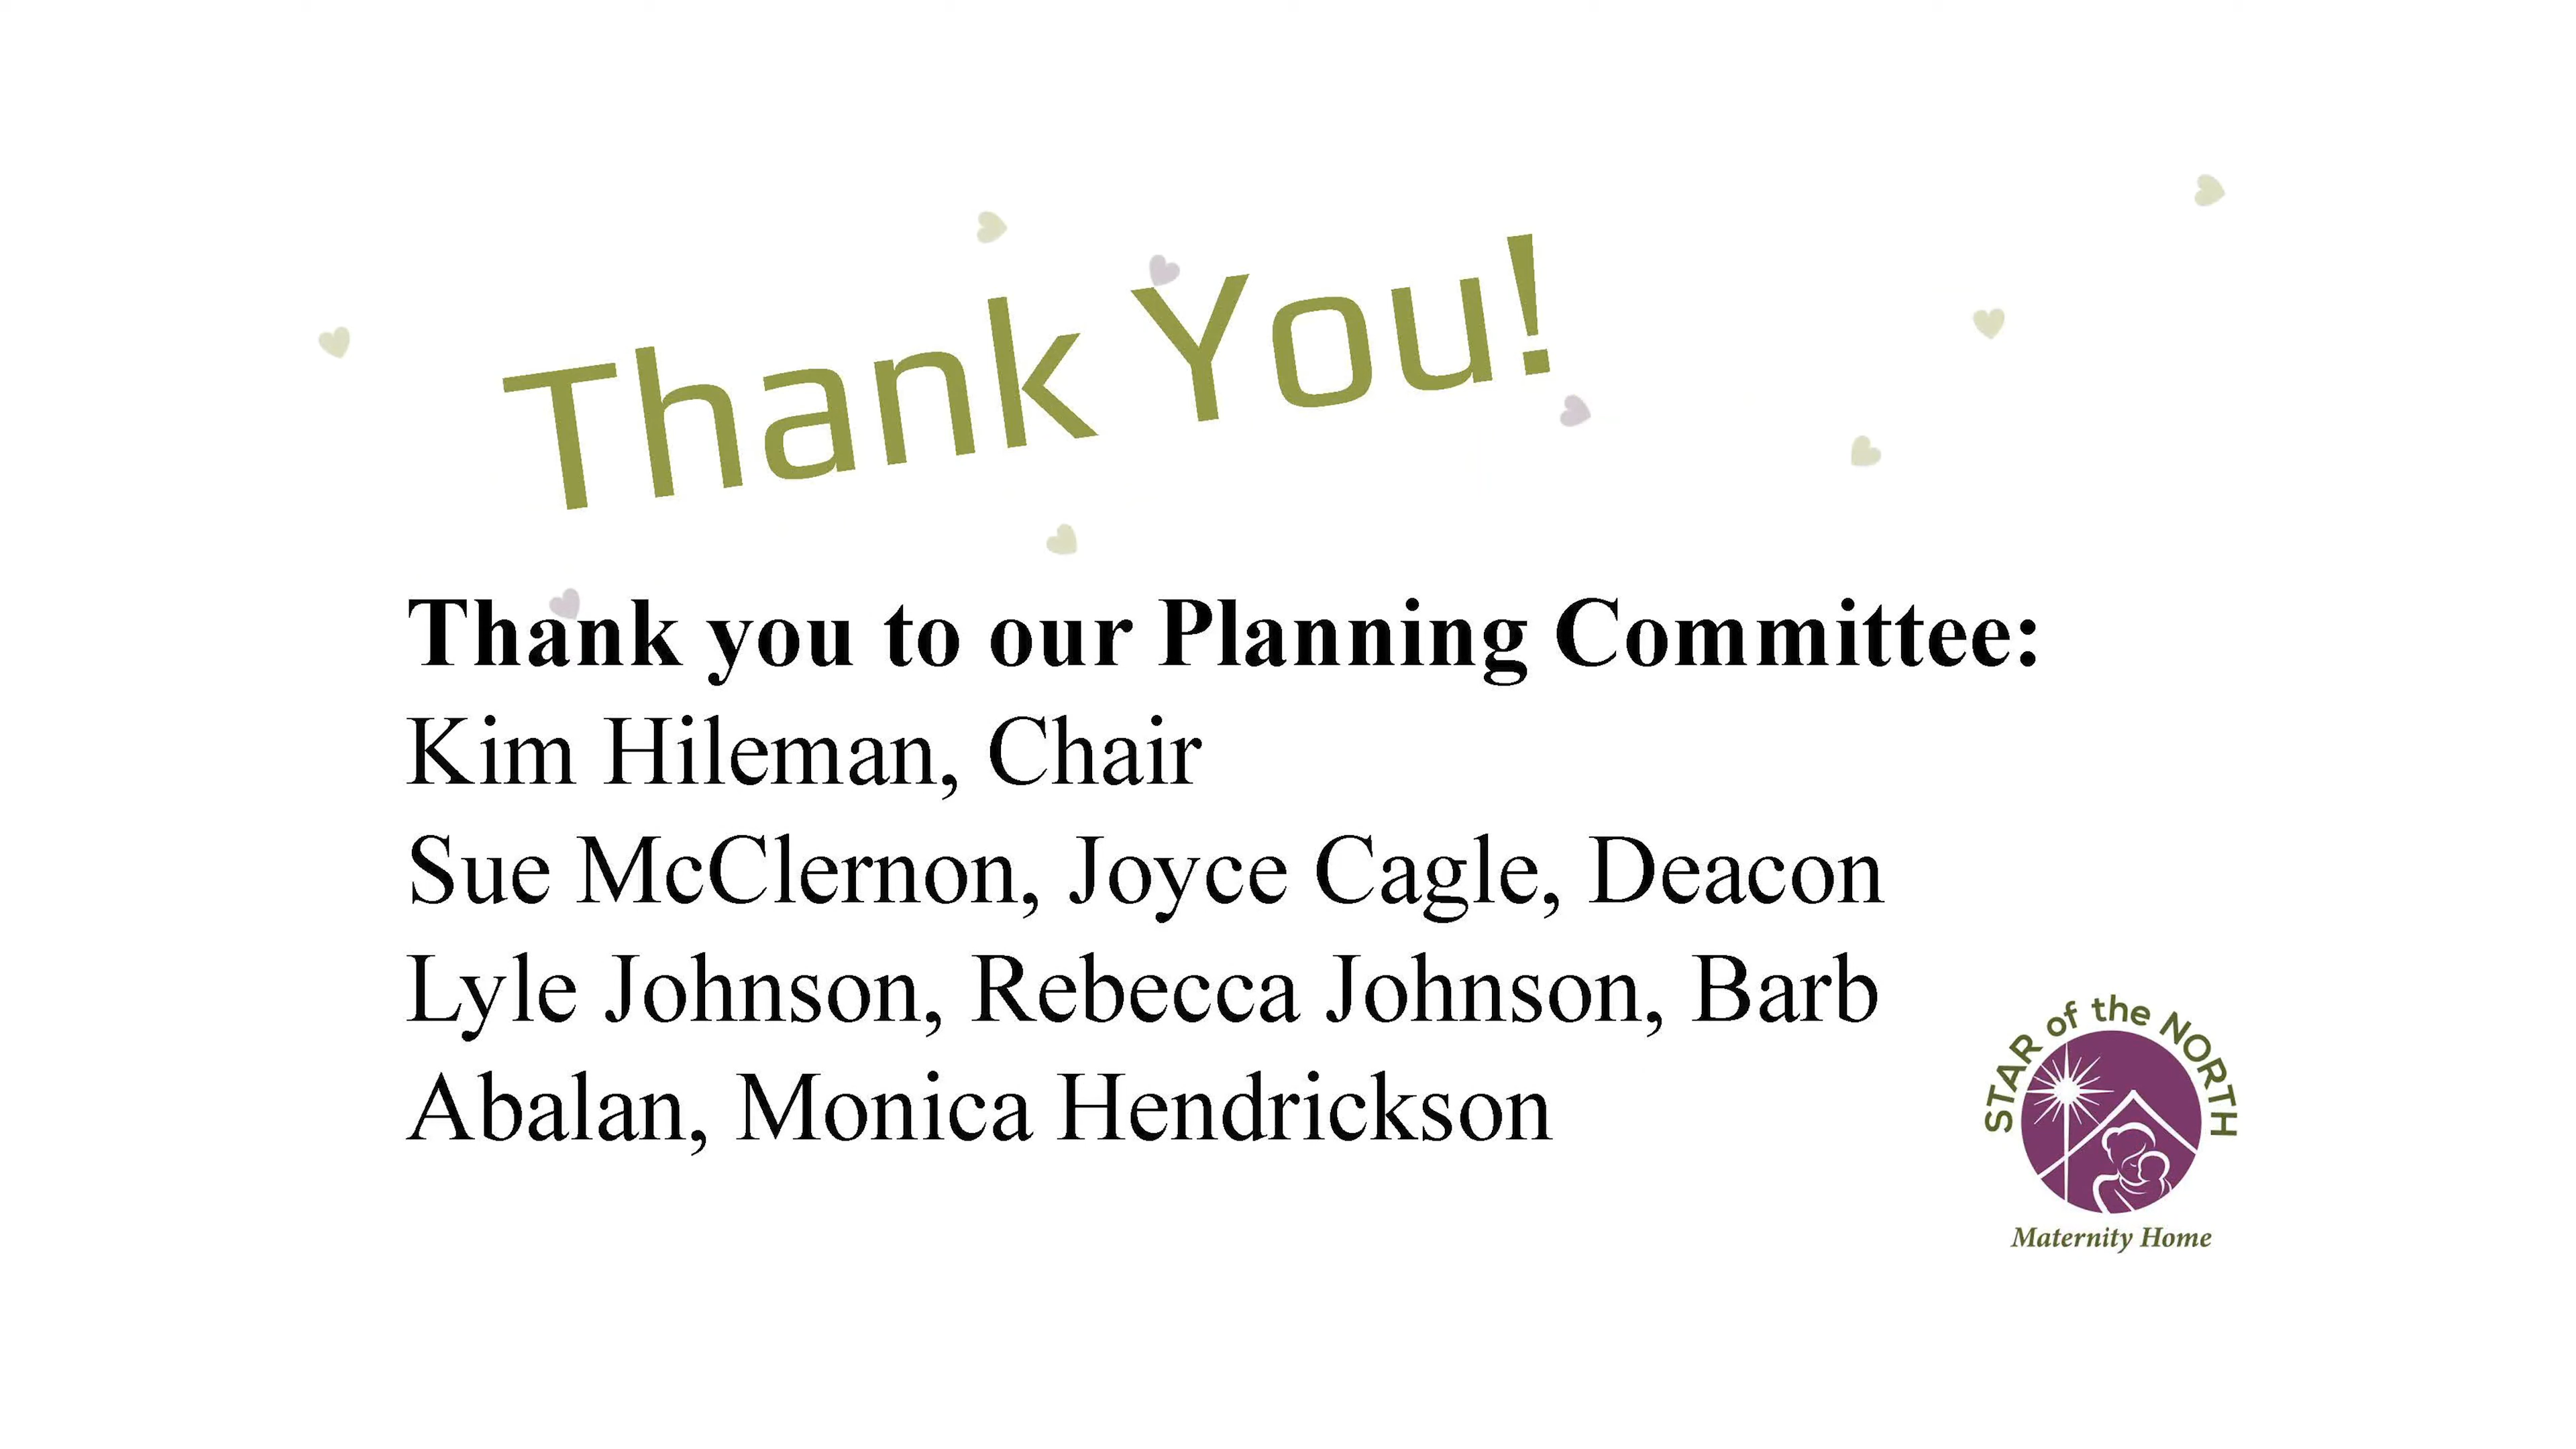 Thank You!
Thank you to our Planning Committee:
Kim Hileman, Chair
Sue McClernon, Joyce Cagle, Deacon
Lyle Johnson, Rebecca Johnson, Barb
Abalan, Monica Hendrickson
STAR of the NORTH
Maternity Home